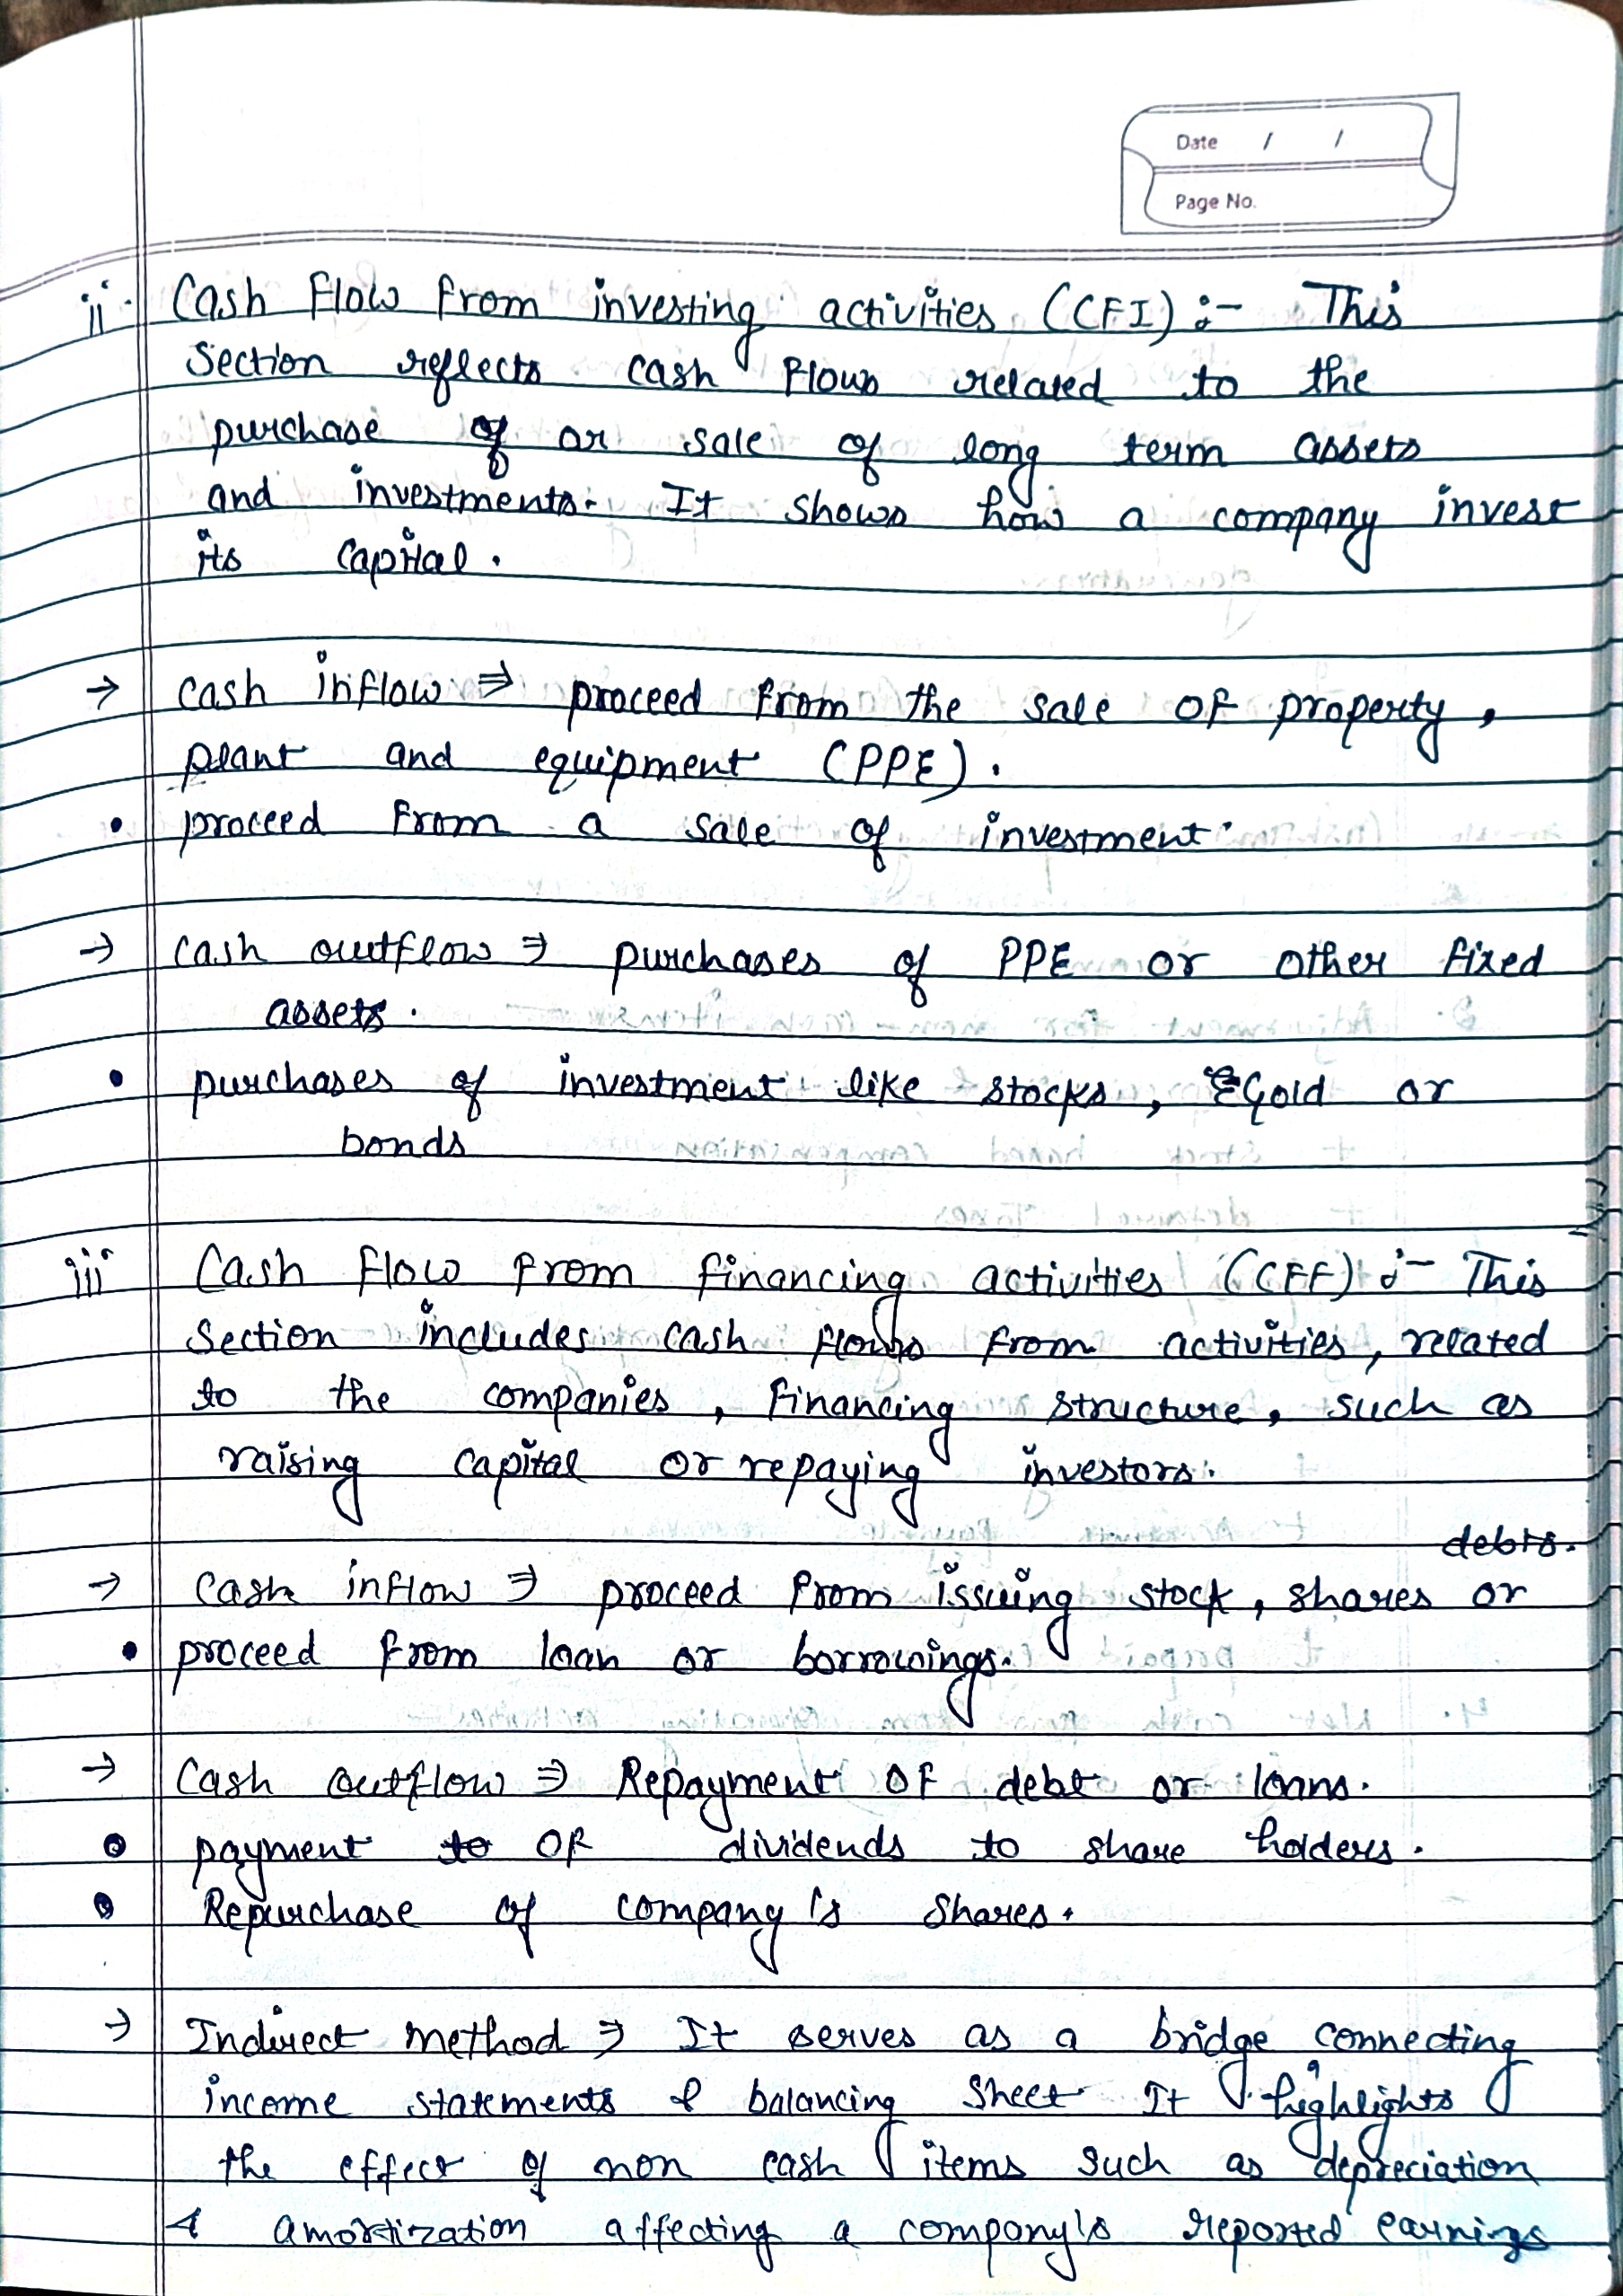 Date / /
Page No.
ii. Cash flow from investing activities (CFI) :- This
section reflects cash flows related to the
purchase of or sale of long term assets
and investments. It shows how a company invest
its capital.
→ cash inflow ⇒ proceed from the sale of property,
plant and equipment (PPE).
• proceed from a sale of investment.
→ cash outflow ⇒ purchases of PPE or other fixed
assets.
• purchases of investment like stocks, Gold or
bonds
iii Cash flow from financing activities (CFF) :- This
section includes cash flows from activities, related
to the companies, financing structure, such as
raising capital or repaying investors.
debts.
→ cash inflow ⇒ proceed from issuing stock, shares or
• proceed from loan or borrowings.
→ Cash outflow ⇒ Repayment of debt or loans.
• payment to of dividends to share holders.
• Repurchase of company's shares.
→ Indirect method ⇒ It serves as a bridge connecting
income statements & balancing sheet It highlights
the effect of non cash items such as depreciation
& amortization affecting a company's reported earnings